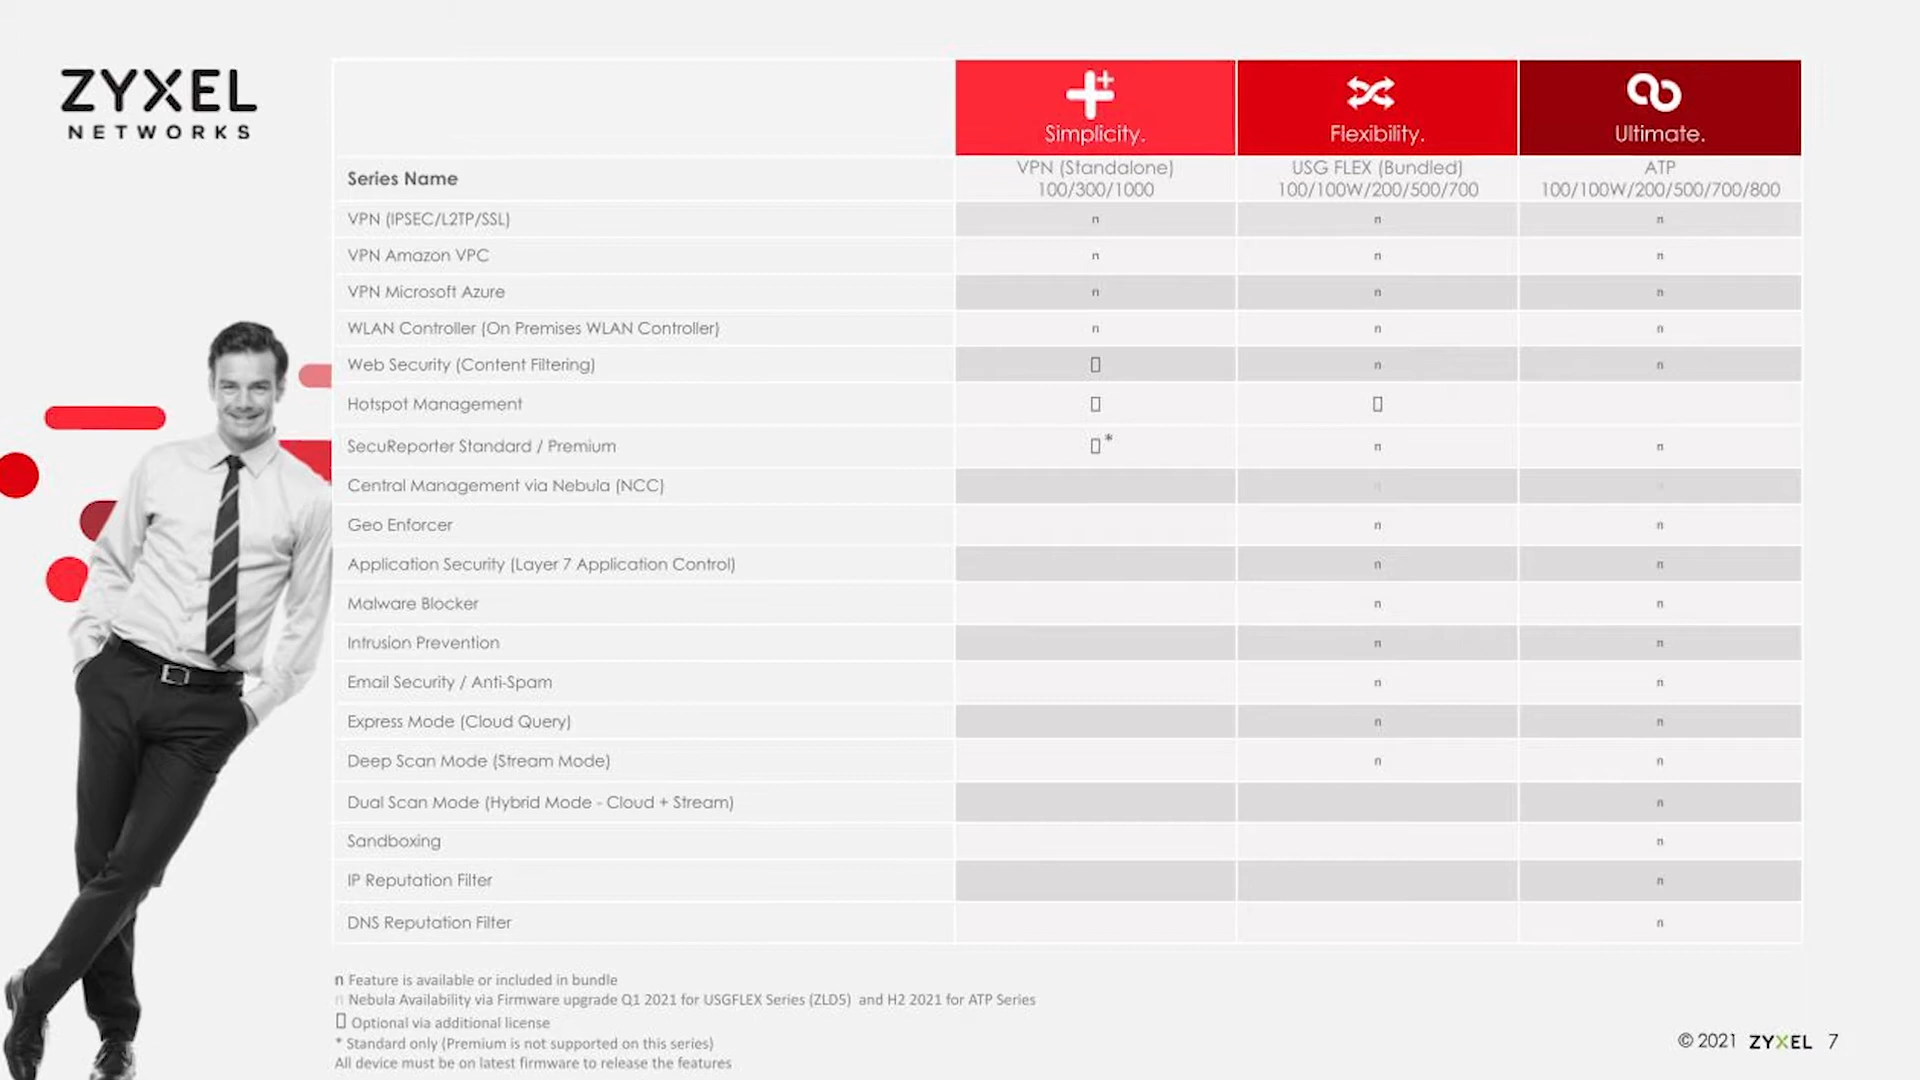 ZYXEL
NETWORKS
Simplicity.
Flexibility.
Ultimate.
Series Name
VPN (Standalone)
100/300/1000
USG FLEX (Bundled)
100/100W/200/500/700
ATP
100/100W/200/500/700/800
VPN (IPSEC/L2TP/SSL) n n n
VPN Amazon VPC n n n
VPN Microsoft Azure n n n
WLAN Controller (On Premises WLAN Controller) n n n
Web Security (Content Filtering) ▯ n n
Hotspot Management ▯ ▯
SecuReporter Standard / Premium ▯* n n
Central Management via Nebula (NCC) n n
Geo Enforcer n n
Application Security (Layer 7 Application Control) n n
Malware Blocker n n
Intrusion Prevention n n
Email Security / Anti-Spam n n
Express Mode (Cloud Query) n n
Deep Scan Mode (Stream Mode) n n
Dual Scan Mode (Hybrid Mode - Cloud + Stream) n
Sandboxing n
IP Reputation Filter n
DNS Reputation Filter n
n Feature is available or included in bundle
n Nebula Availability via Firmware upgrade Q1 2021 for USGFLEX Series (ZLD5) and H2 2021 for ATP Series
▯ Optional via additional license
* Standard only (Premium is not supported on this series)
All device must be on latest firmware to release the features
© 2021 ZYXEL 7